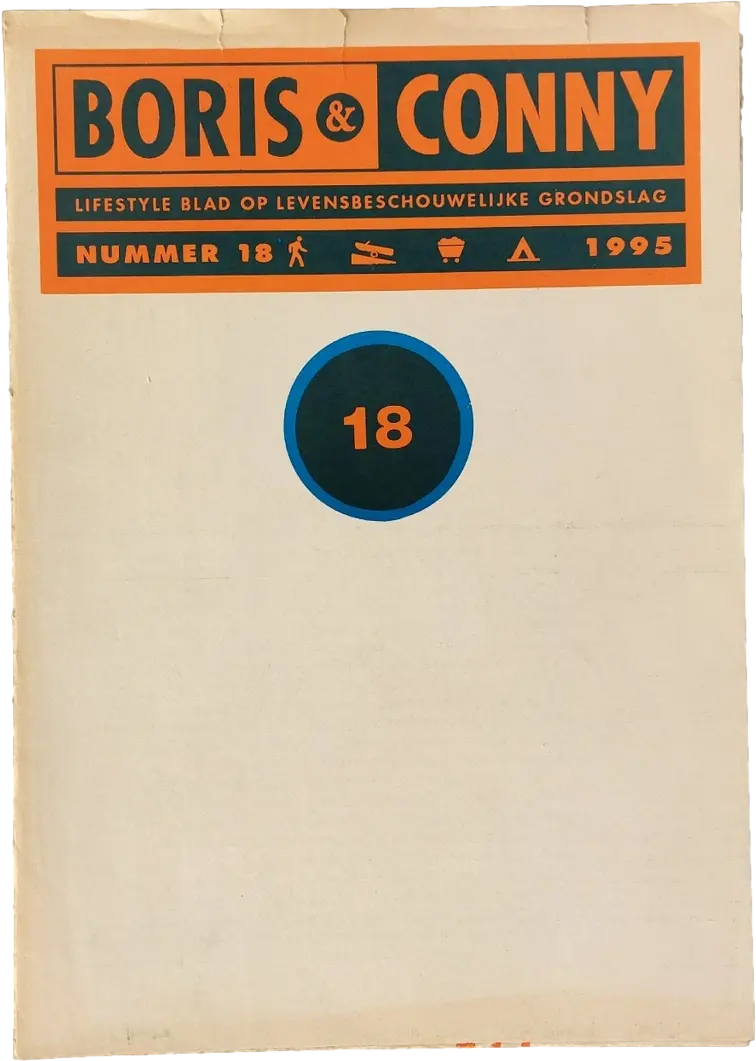 BORIS & CONNY
LIFESTYLE BLAD OP LEVENSBESCHOUWELIJKE GRONDSLAG
NUMMER 18 1995
18